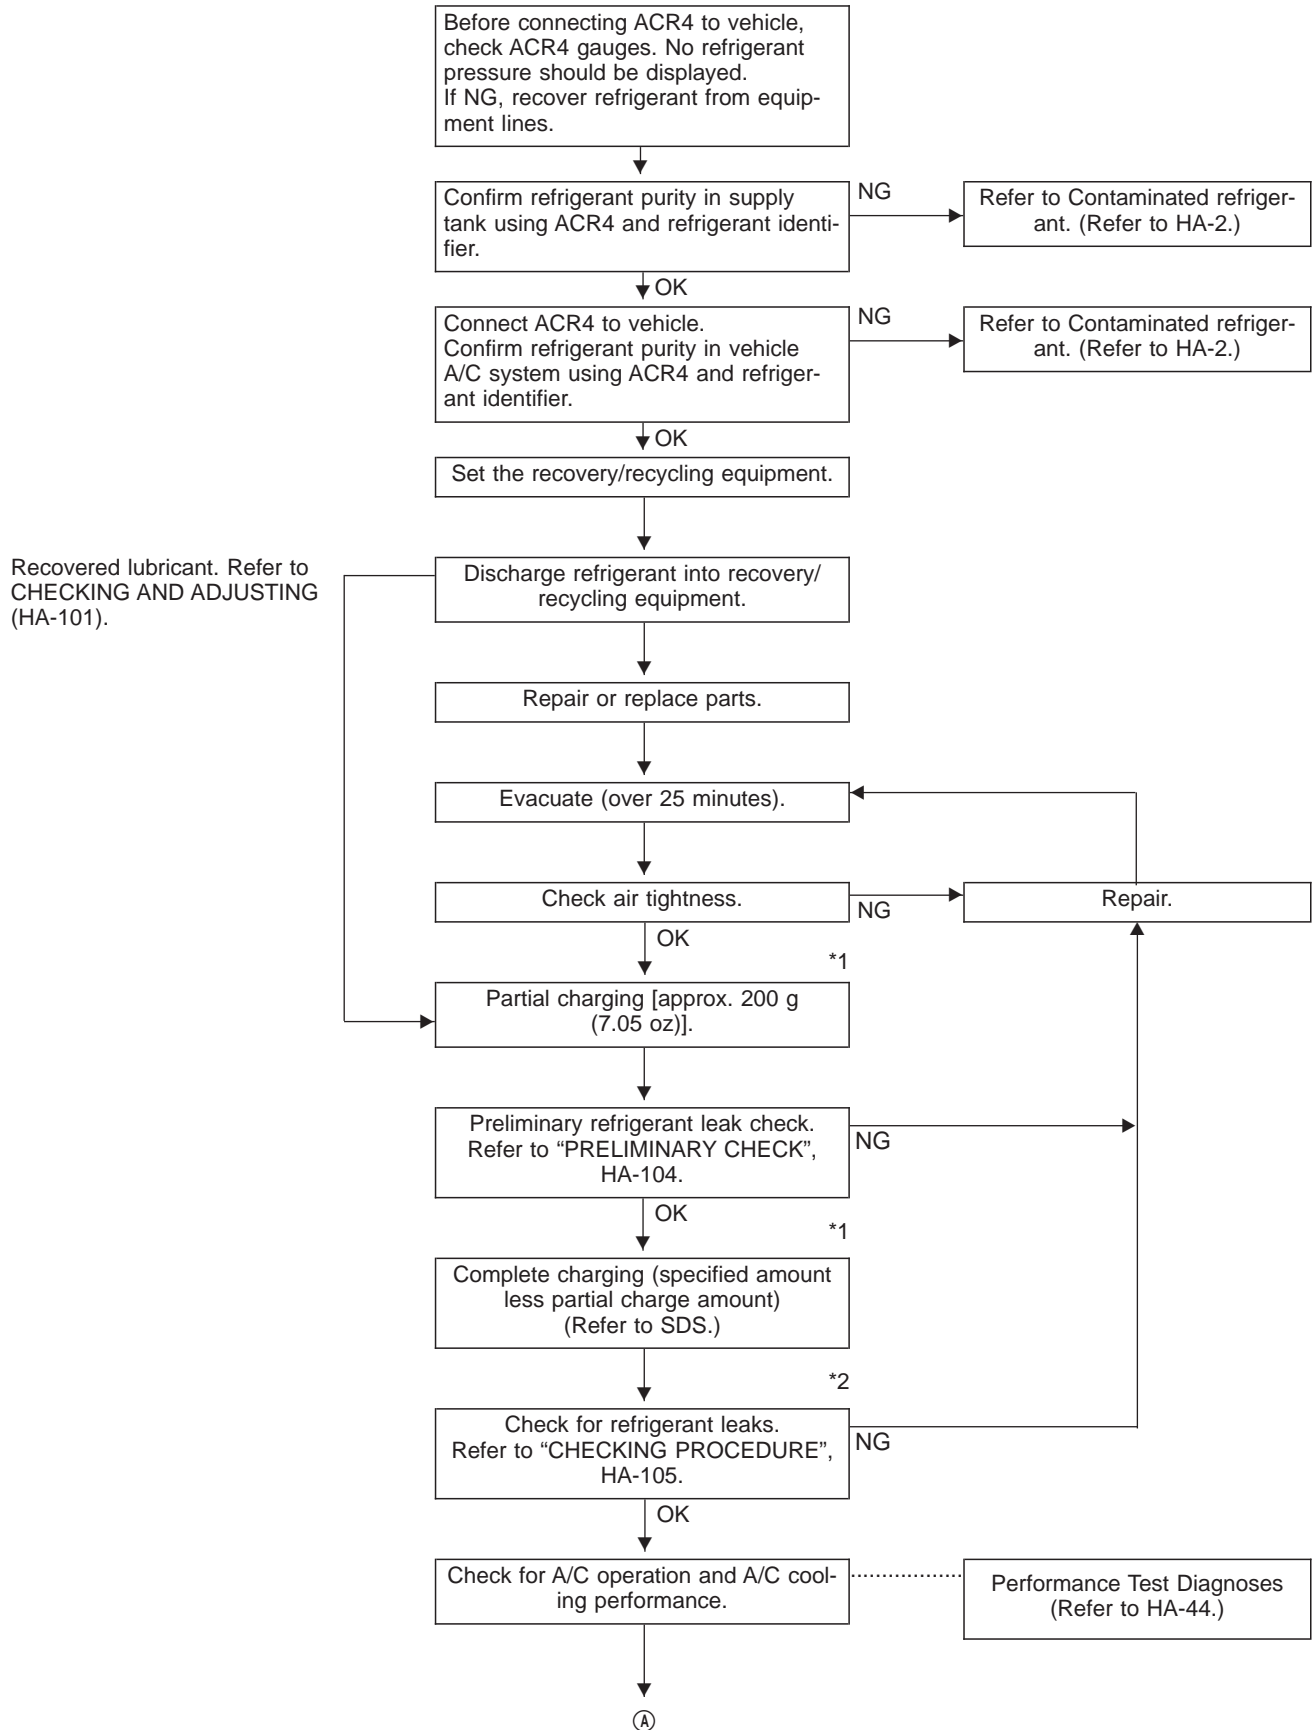 Before connecting ACR4 to vehicle,
check ACR4 gauges. No refrigerant
pressure should be displayed.
If NG, recover refrigerant from equip-
ment lines.
Confirm refrigerant purity in supply
tank using ACR4 and refrigerant identi-
fier.
NG
Refer to Contaminated refriger-
ant. (Refer to HA-2.)
OK
Connect ACR4 to vehicle.
Confirm refrigerant purity in vehicle
A/C system using ACR4 and refriger-
ant identifier.
NG
Refer to Contaminated refriger-
ant. (Refer to HA-2.)
OK
Set the recovery/recycling equipment.
Recovered lubricant. Refer to
CHECKING AND ADJUSTING
(HA-101).
Discharge refrigerant into recovery/
recycling equipment.
Repair or replace parts.
Evacuate (over 25 minutes).
Check air tightness.
NG
Repair.
OK
*1
Partial charging [approx. 200 g
(7.05 oz)].
Preliminary refrigerant leak check.
Refer to “PRELIMINARY CHECK”,
HA-104.
NG
OK
*1
Complete charging (specified amount
less partial charge amount)
(Refer to SDS.)
*2
Check for refrigerant leaks.
Refer to “CHECKING PROCEDURE”,
HA-105.
NG
OK
Check for A/C operation and A/C cool-
ing performance.
Performance Test Diagnoses
(Refer to HA-44.)
Ⓐ